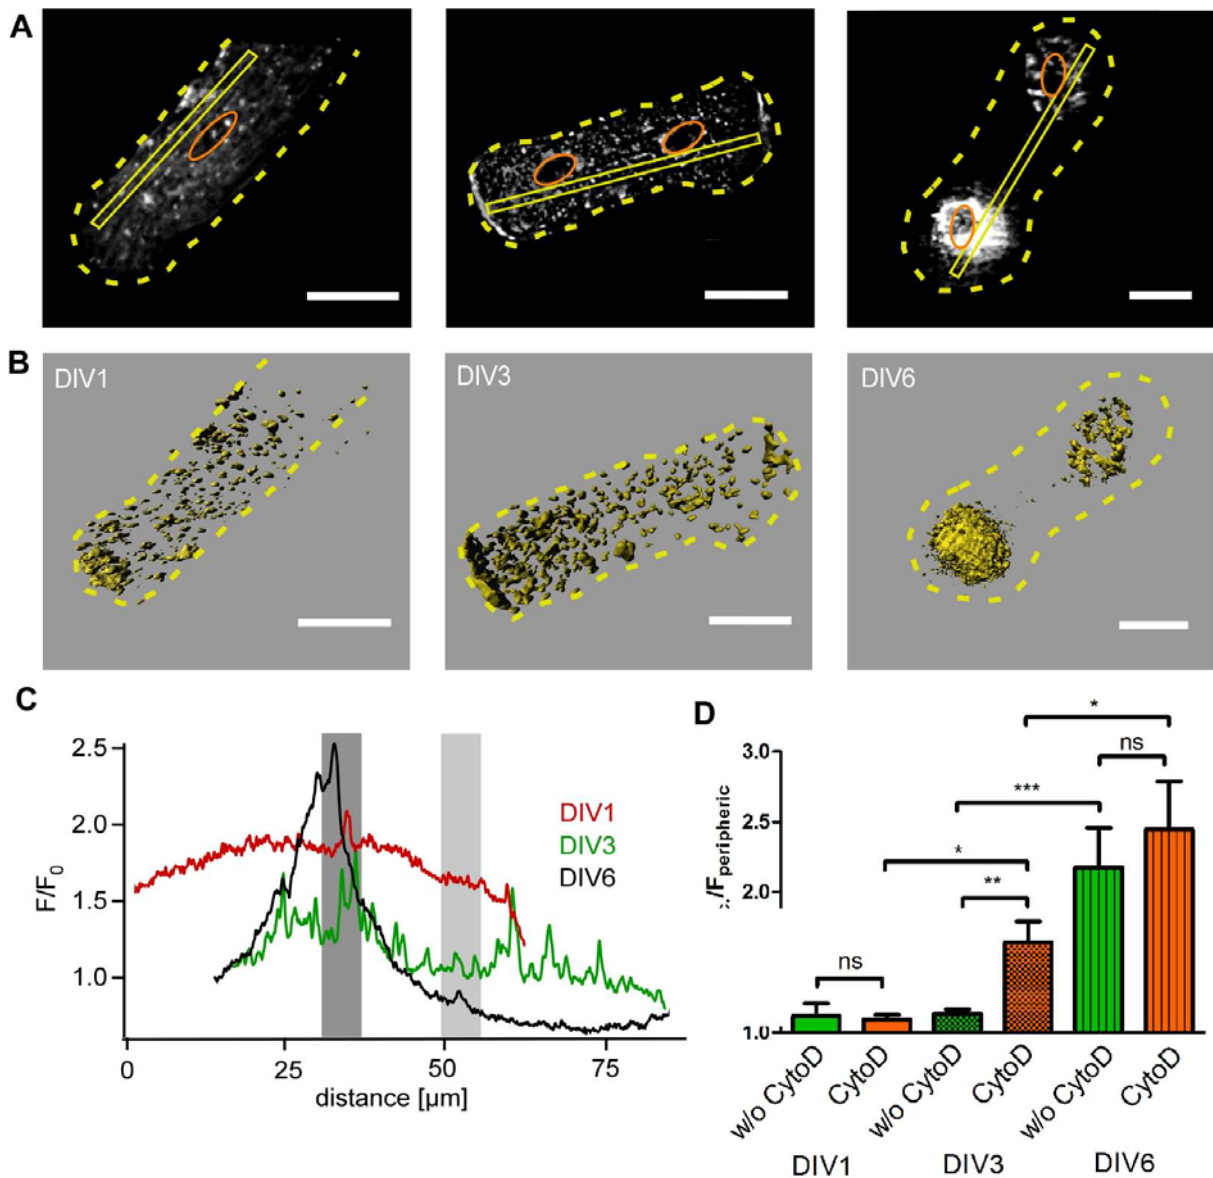 A
B
DIV1
DIV3
DIV6
C
2.5
2.0
1.5
1.0
F/F0
DIV1
DIV3
DIV6
0
25
50
75
distance [µm]
D
*
ns
***
*
**
ns
3.0
2.0
1.0
/Fperipheric
w/o CytoD
CytoD
w/o CytoD
CytoD
w/o CytoD
CytoD
DIV1
DIV3
DIV6